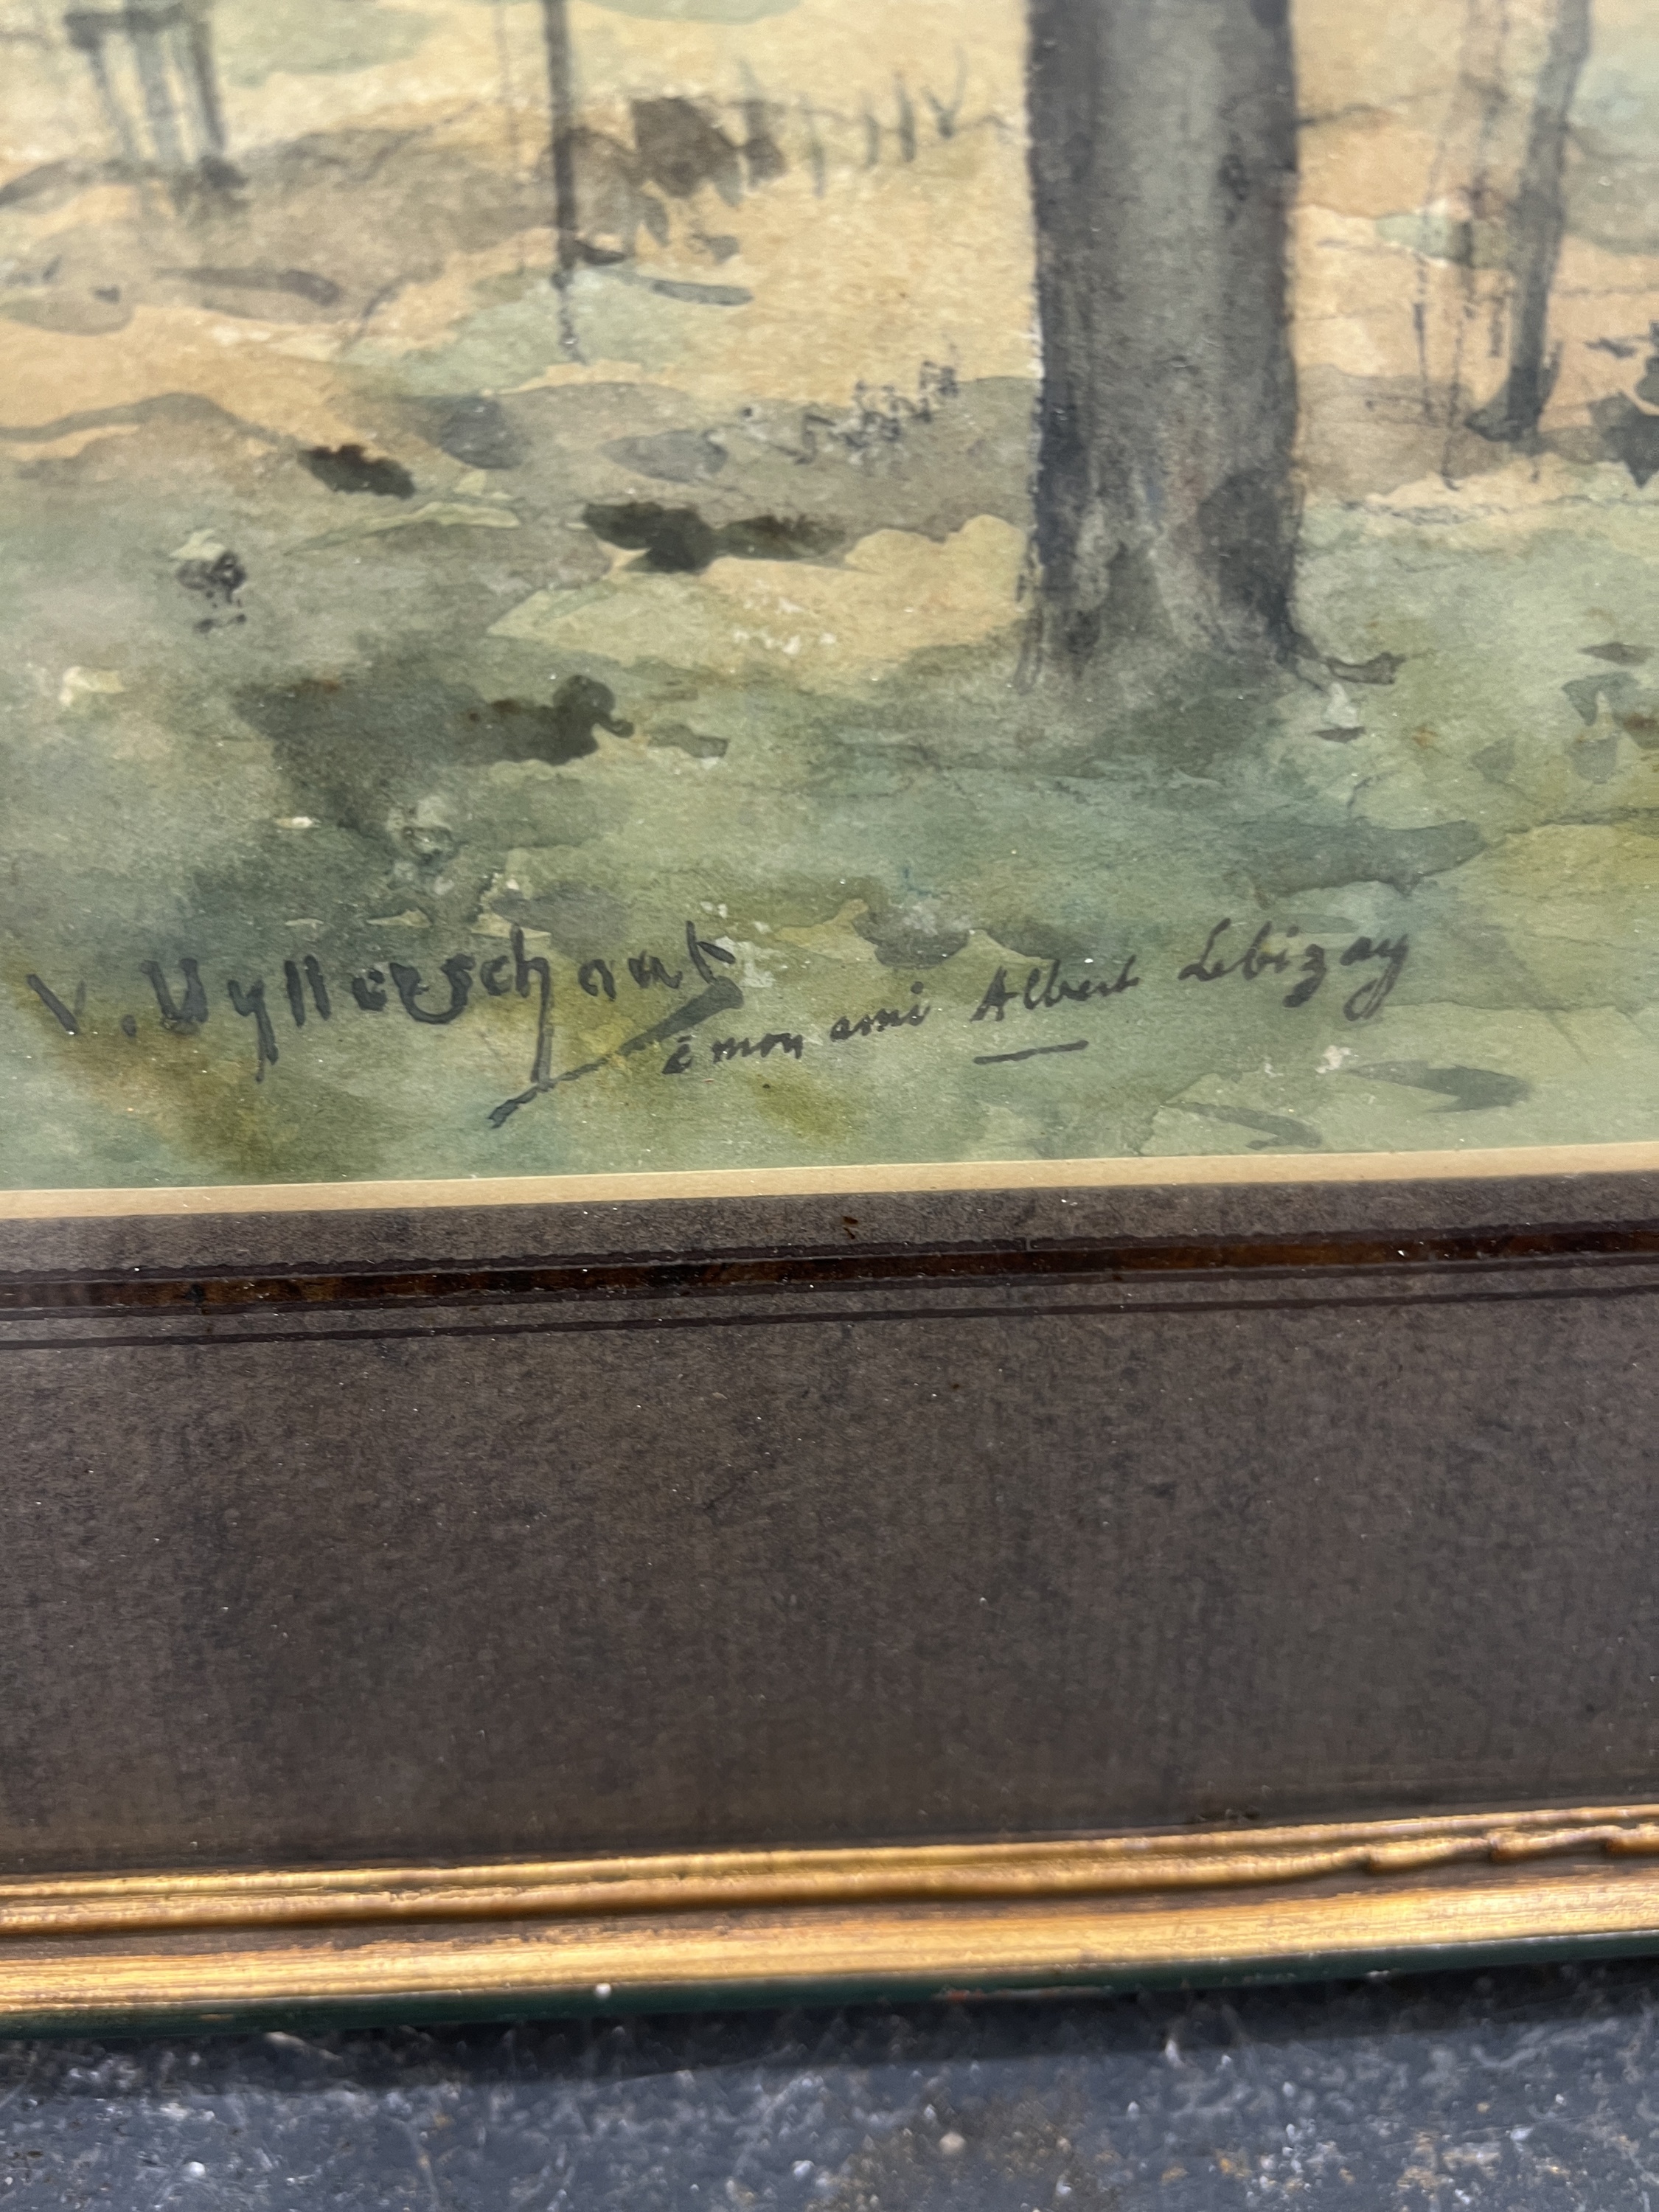 V. Uytterschaut
à mon ami Albert Lebizay